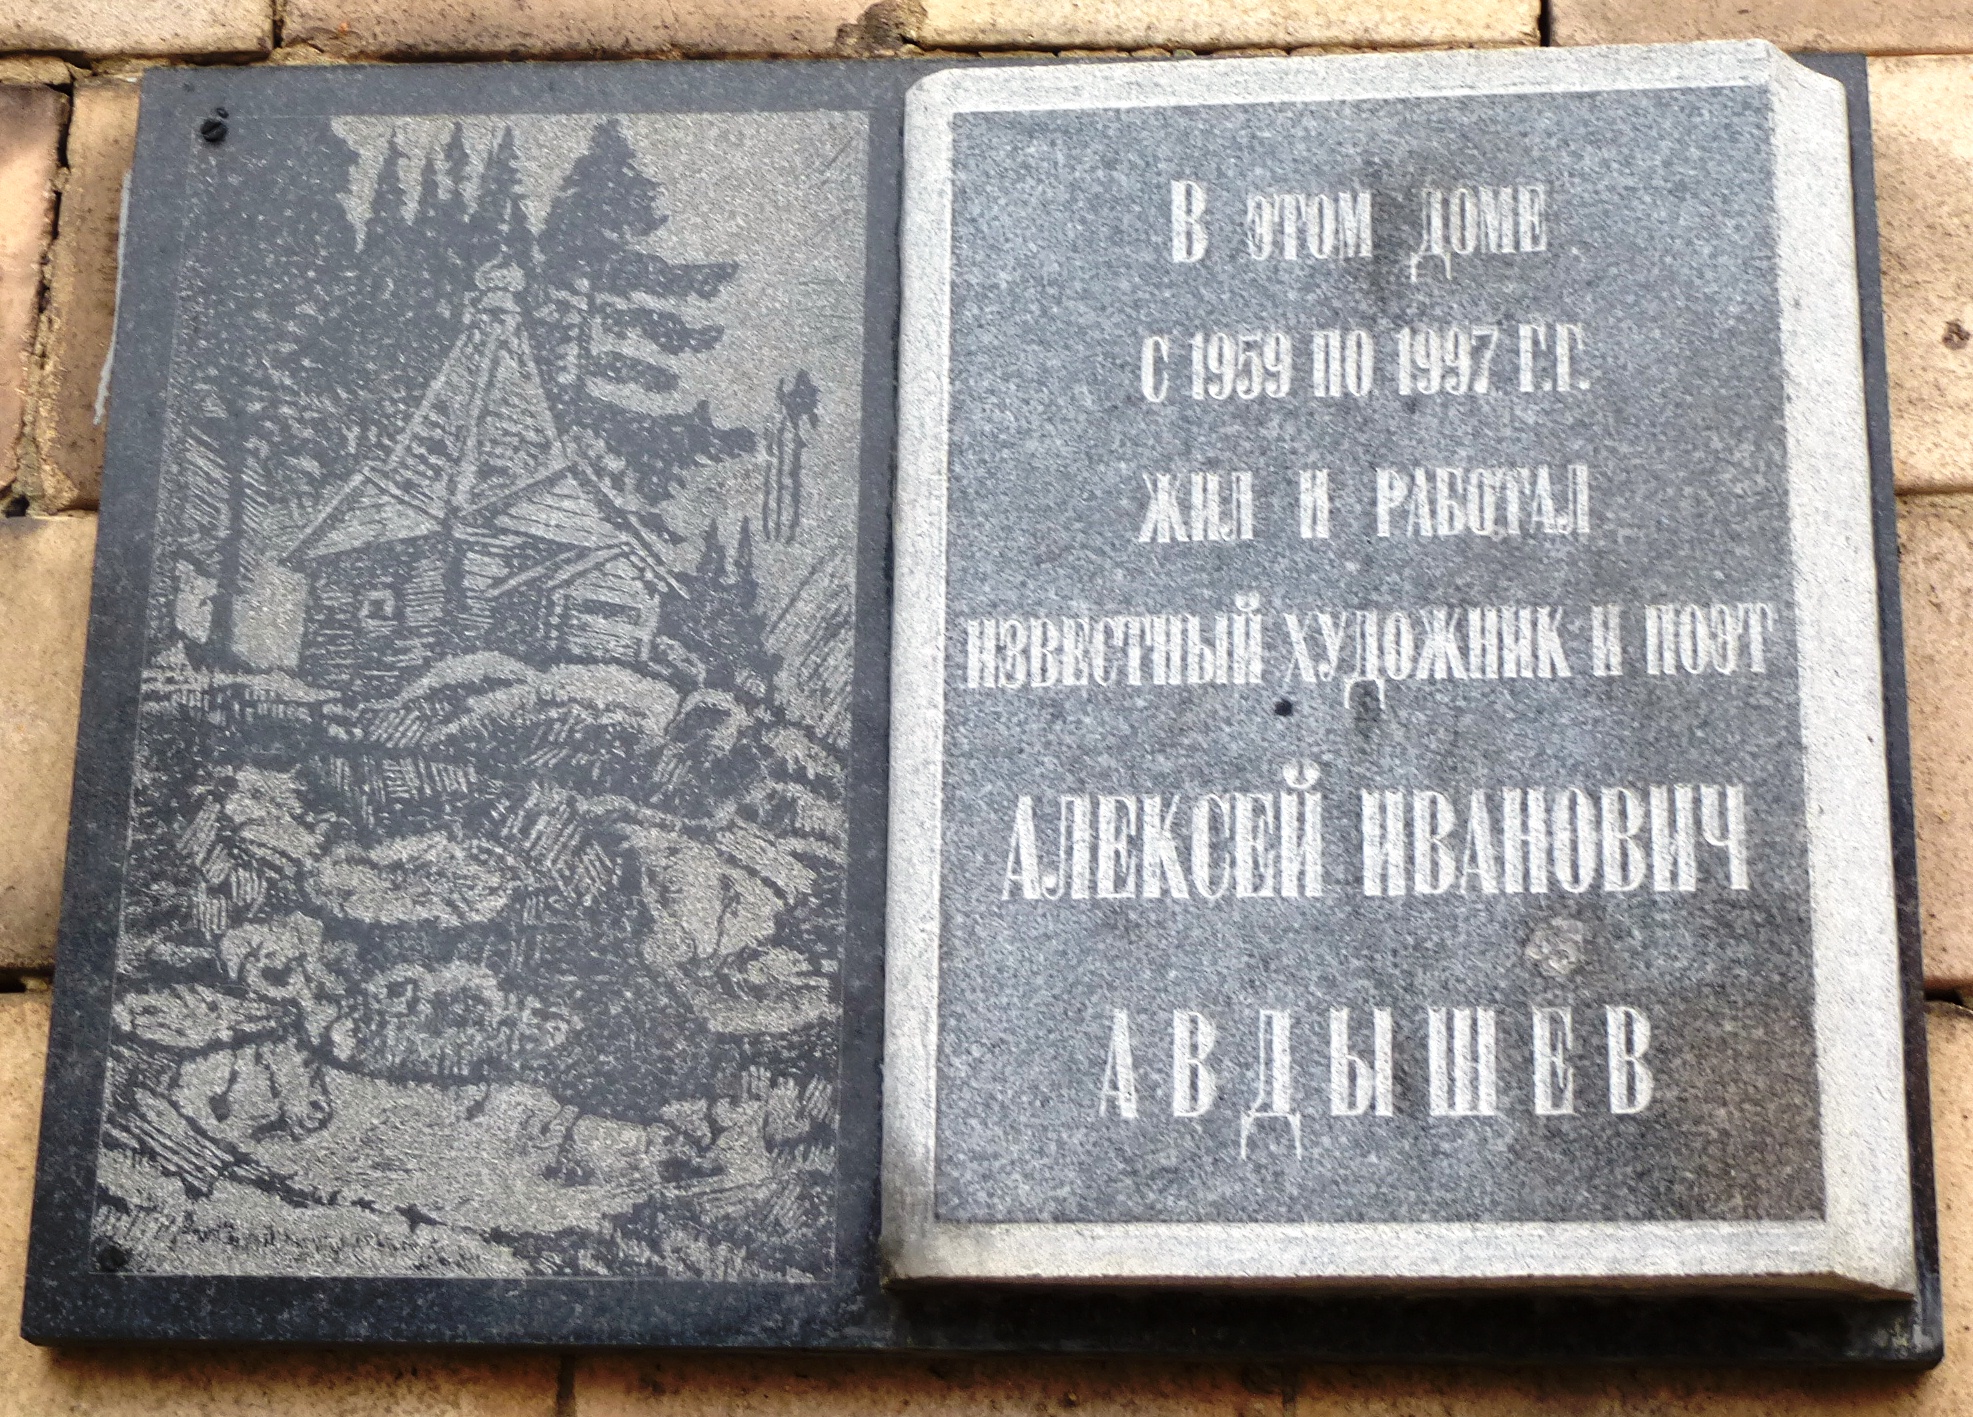 В ЭТОМ ДОМЕ
С 1959 ПО 1997 Г.Г.
ЖИЛ И РАБОТАЛ
ИЗВЕСТНЫЙ ХУДОЖНИК И ПОЭТ
АЛЕКСЕЙ ИВАНОВИЧ
АВДЫШЕВ